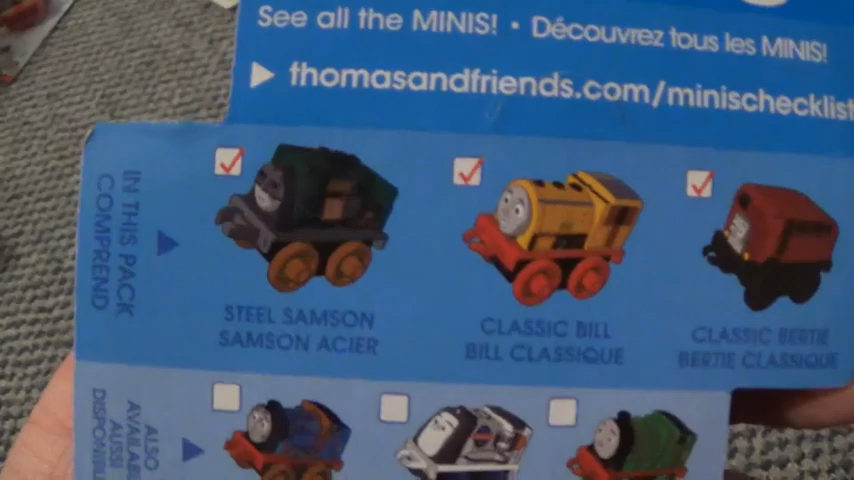 See all the MINIS! • Découvrez tous les MINIS!
thomasandfriends.com/minischecklist
IN THIS PACK
COMPREND
STEEL SAMSON
SAMSON ACIER
CLASSIC BILL
BILL CLASSIQUE
CLASSIC BERTIE
BERTIE CLASSIQUE
ALSO
AVAILABLE
AUSSI